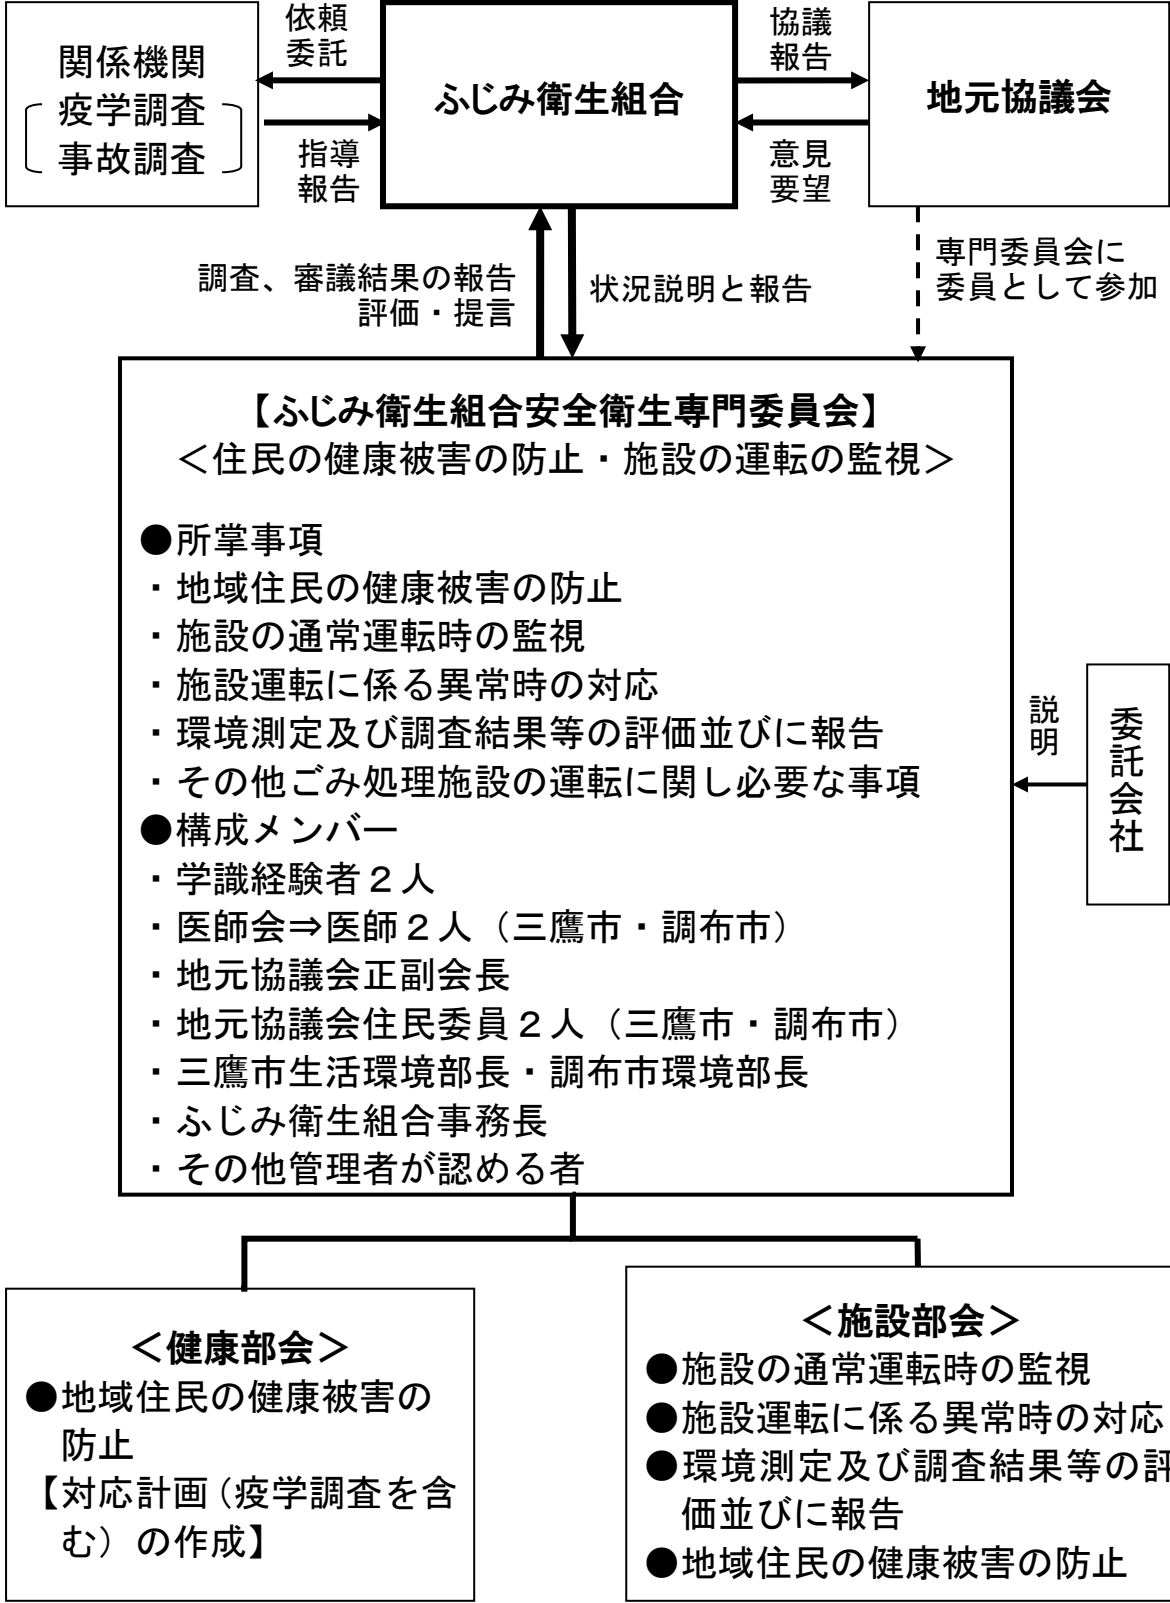 関係機関
疫学調査
事故調査
依頼
委託
指導
報告
ふじみ衛生組合
協議
報告
意見
要望
地元協議会
調査、審議結果の報告
評価・提言
状況説明と報告
専門委員会に
委員として参加
【ふじみ衛生組合安全衛生専門委員会】
＜住民の健康被害の防止・施設の運転の監視＞
●所掌事項
・地域住民の健康被害の防止
・施設の通常運転時の監視
・施設運転に係る異常時の対応
・環境測定及び調査結果等の評価並びに報告
・その他ごみ処理施設の運転に関し必要な事項
●構成メンバー
・学識経験者２人
・医師会⇒医師２人（三鷹市・調布市）
・地元協議会正副会長
・地元協議会住民委員２人（三鷹市・調布市）
・三鷹市生活環境部長・調布市環境部長
・ふじみ衛生組合事務長
・その他管理者が認める者
説明
委託会社
＜健康部会＞
●地域住民の健康被害の
防止
【対応計画（疫学調査を含
む）の作成】
＜施設部会＞
●施設の通常運転時の監視
●施設運転に係る異常時の対応
●環境測定及び調査結果等の評
価並びに報告
●地域住民の健康被害の防止